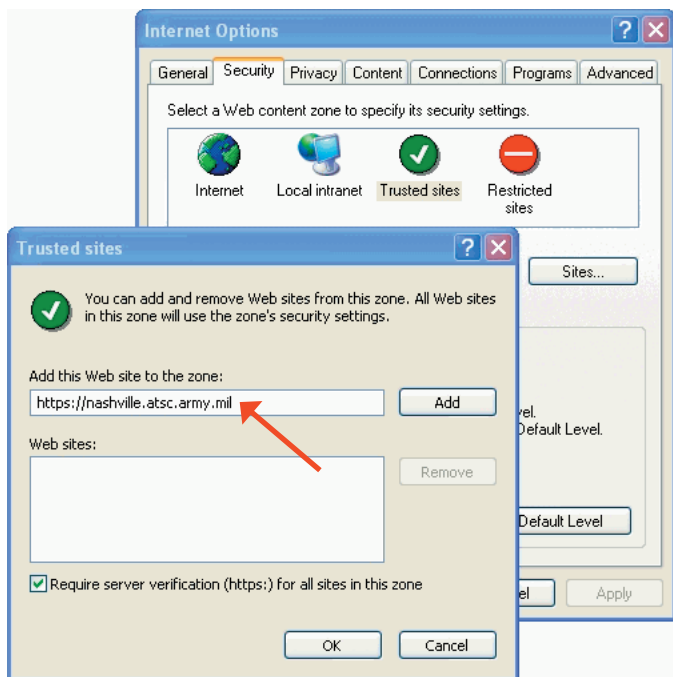 Internet Options
General Security Privacy Content Connections Programs Advanced
Select a Web content zone to specify its security settings.
Internet Local intranet Trusted sites Restricted sites
Sites...
Default Level.
Default Level
Apply
Trusted sites
You can add and remove Web sites from this zone. All Web sites
in this zone will use the zone's security settings.
Add this Web site to the zone:
https://nashville.atsc.army.mil
Add
Web sites:
Remove
Require server verification (https:) for all sites in this zone
OK Cancel